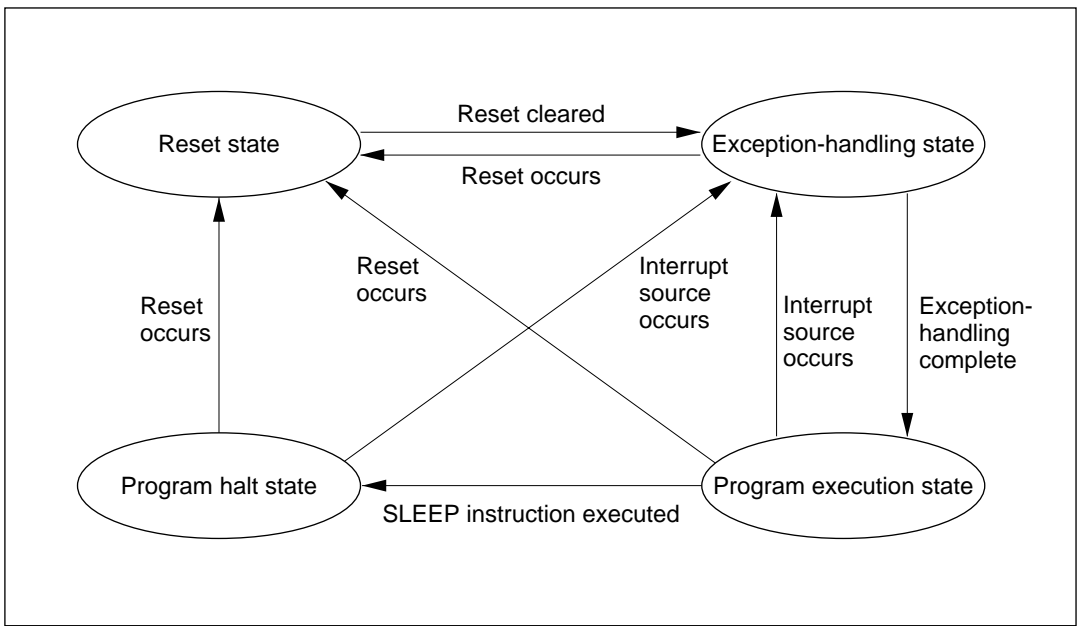 Reset cleared
Reset state
Exception-handling state
Reset occurs
Reset
occurs
Interrupt
source
occurs
Reset
occurs
Interrupt
source
occurs
Exception-
handling
complete
Program halt state
Program execution state
SLEEP instruction executed